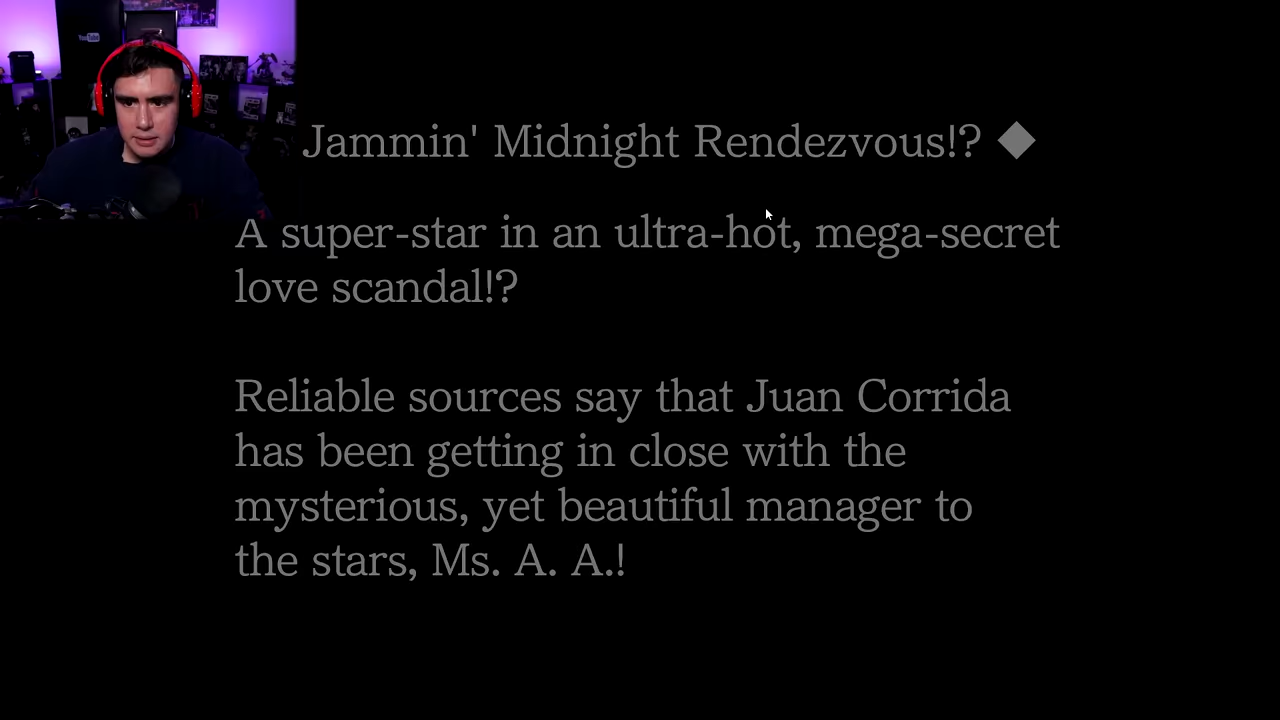 YouTube
Jammin' Midnight Rendezvous!? ◆
A super-star in an ultra-hot, mega-secret
love scandal!?
Reliable sources say that Juan Corrida
has been getting in close with the
mysterious, yet beautiful manager to
the stars, Ms. A. A.!